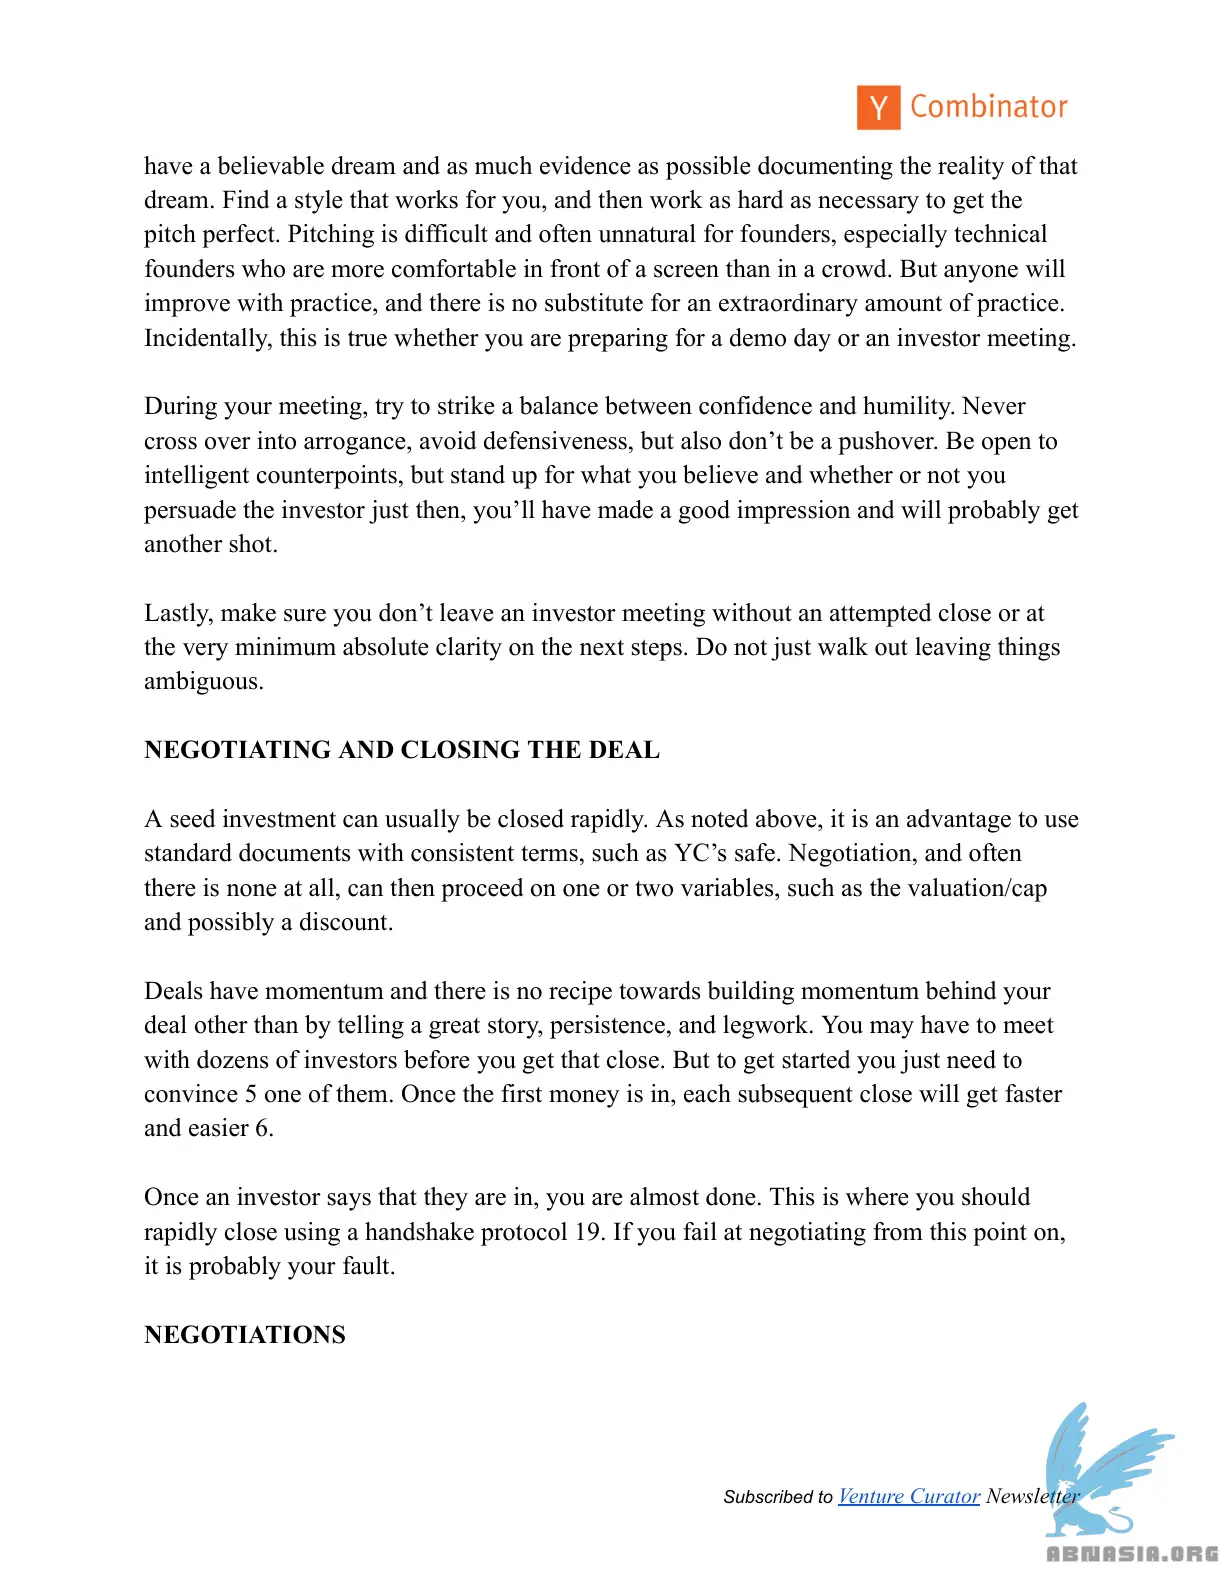 Y Combinator
have a believable dream and as much evidence as possible documenting the reality of that
dream. Find a style that works for you, and then work as hard as necessary to get the
pitch perfect. Pitching is difficult and often unnatural for founders, especially technical
founders who are more comfortable in front of a screen than in a crowd. But anyone will
improve with practice, and there is no substitute for an extraordinary amount of practice.
Incidentally, this is true whether you are preparing for a demo day or an investor meeting.
During your meeting, try to strike a balance between confidence and humility. Never
cross over into arrogance, avoid defensiveness, but also don’t be a pushover. Be open to
intelligent counterpoints, but stand up for what you believe and whether or not you
persuade the investor just then, you’ll have made a good impression and will probably get
another shot.
Lastly, make sure you don’t leave an investor meeting without an attempted close or at
the very minimum absolute clarity on the next steps. Do not just walk out leaving things
ambiguous.
NEGOTIATING AND CLOSING THE DEAL
A seed investment can usually be closed rapidly. As noted above, it is an advantage to use
standard documents with consistent terms, such as YC’s safe. Negotiation, and often
there is none at all, can then proceed on one or two variables, such as the valuation/cap
and possibly a discount.
Deals have momentum and there is no recipe towards building momentum behind your
deal other than by telling a great story, persistence, and legwork. You may have to meet
with dozens of investors before you get that close. But to get started you just need to
convince 5 one of them. Once the first money is in, each subsequent close will get faster
and easier 6.
Once an investor says that they are in, you are almost done. This is where you should
rapidly close using a handshake protocol 19. If you fail at negotiating from this point on,
it is probably your fault.
NEGOTIATIONS
Subscribed to Venture Curator Newsletter
ABNASIA.ORG